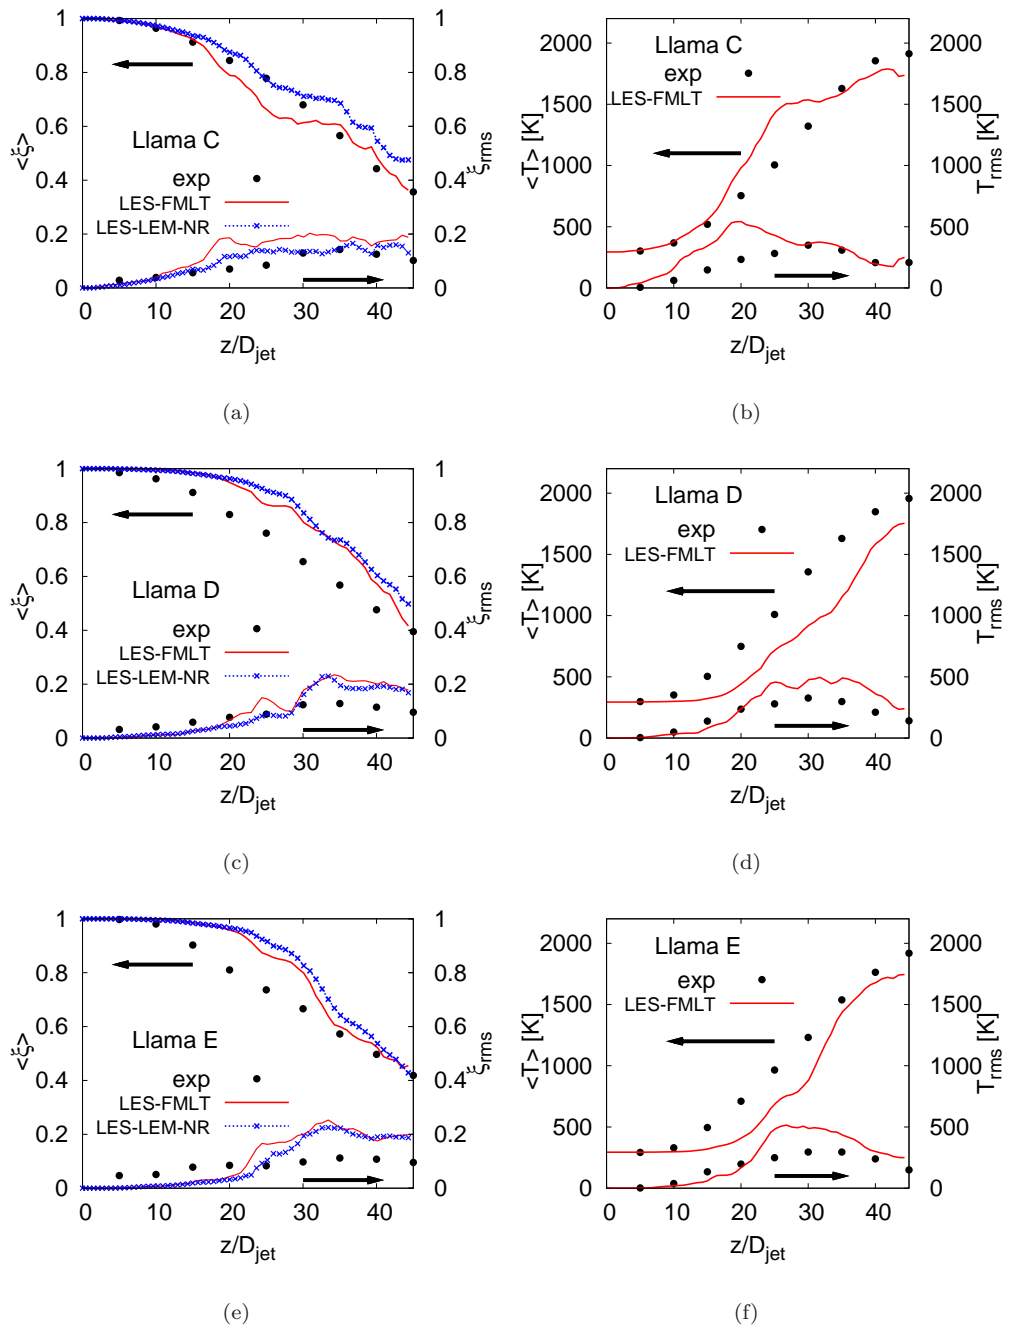 1 1
0.8 0.8
0.6 0.6
0.4 0.4
0.2 0.2
0 0
<ξ>
ξrms
Llama C
exp
LES-FMLT
LES-LEM-NR
0 10 20 30 40
z/Djet
(a)
2000 2000
1500 1500
1000 1000
500 500
0 0
<T> [K]
Trms [K]
Llama C
exp
LES-FMLT
0 10 20 30 40
z/Djet
(b)
1 1
0.8 0.8
0.6 0.6
0.4 0.4
0.2 0.2
0 0
<ξ>
ξrms
Llama D
exp
LES-FMLT
LES-LEM-NR
0 10 20 30 40
z/Djet
(c)
2000 2000
1500 1500
1000 1000
500 500
0 0
<T> [K]
Trms [K]
Llama D
exp
LES-FMLT
0 10 20 30 40
z/Djet
(d)
1 1
0.8 0.8
0.6 0.6
0.4 0.4
0.2 0.2
0 0
<ξ>
ξrms
Llama E
exp
LES-FMLT
LES-LEM-NR
0 10 20 30 40
z/Djet
(e)
2000 2000
1500 1500
1000 1000
500 500
0 0
<T> [K]
Trms [K]
Llama E
exp
LES-FMLT
0 10 20 30 40
z/Djet
(f)